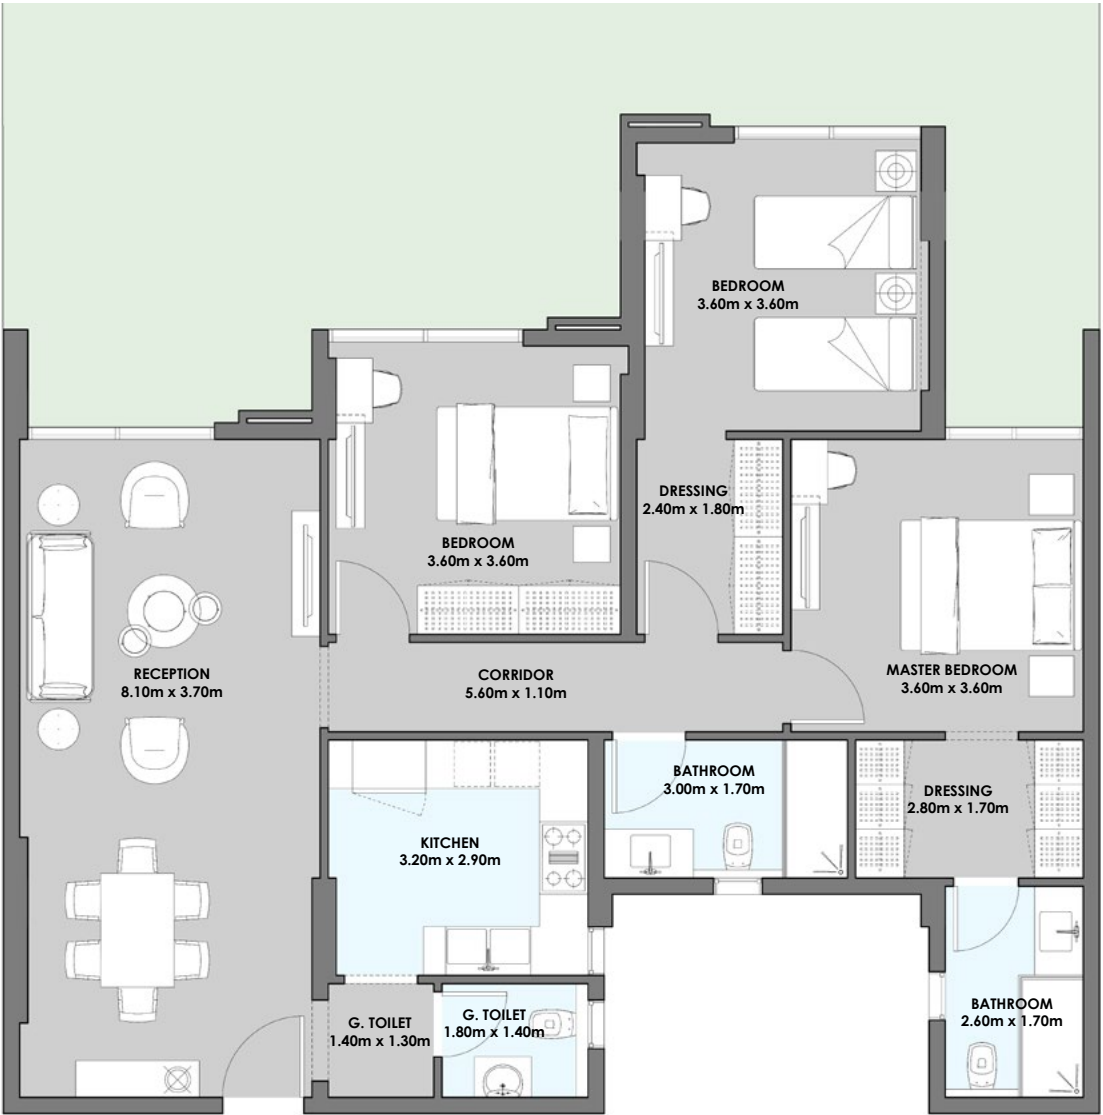 BEDROOM
3.60m x 3.60m
DRESSING
2.40m x 1.80m
BEDROOM
3.60m x 3.60m
RECEPTION
8.10m x 3.70m
CORRIDOR
5.60m x 1.10m
MASTER BEDROOM
3.60m x 3.60m
BATHROOM
3.00m x 1.70m
DRESSING
2.80m x 1.70m
KITCHEN
3.20m x 2.90m
G. TOILET
1.40m x 1.30m
G. TOILET
1.80m x 1.40m
BATHROOM
2.60m x 1.70m